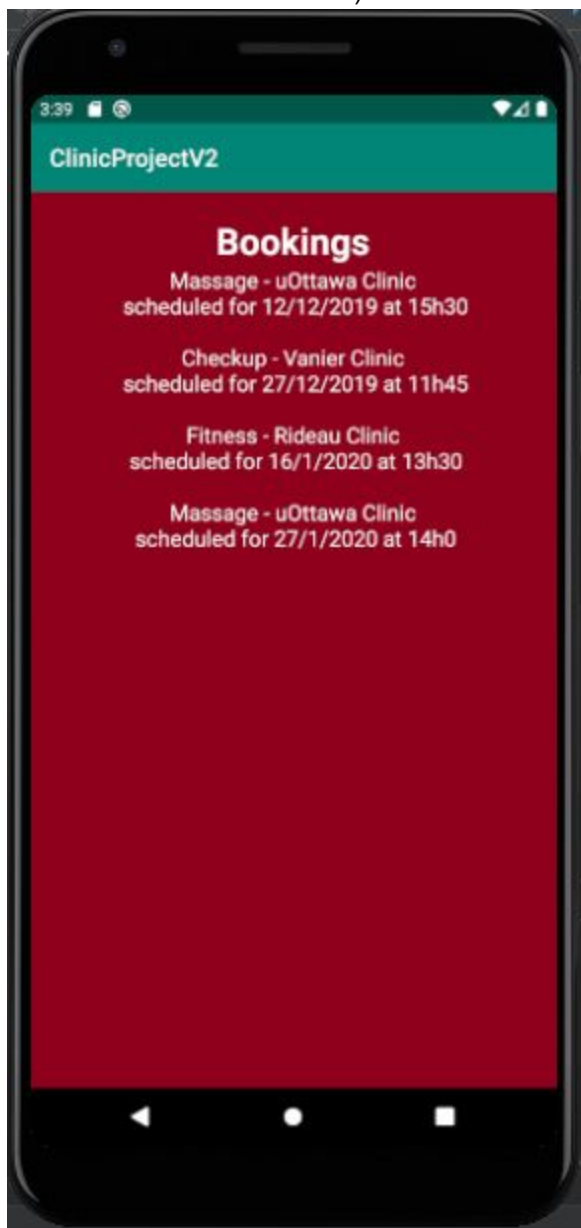 3:39
ClinicProjectV2
Bookings
Massage - uOttawa Clinic
scheduled for 12/12/2019 at 15h30
Checkup - Vanier Clinic
scheduled for 27/12/2019 at 11h45
Fitness - Rideau Clinic
scheduled for 16/1/2020 at 13h30
Massage - uOttawa Clinic
scheduled for 27/1/2020 at 14h0